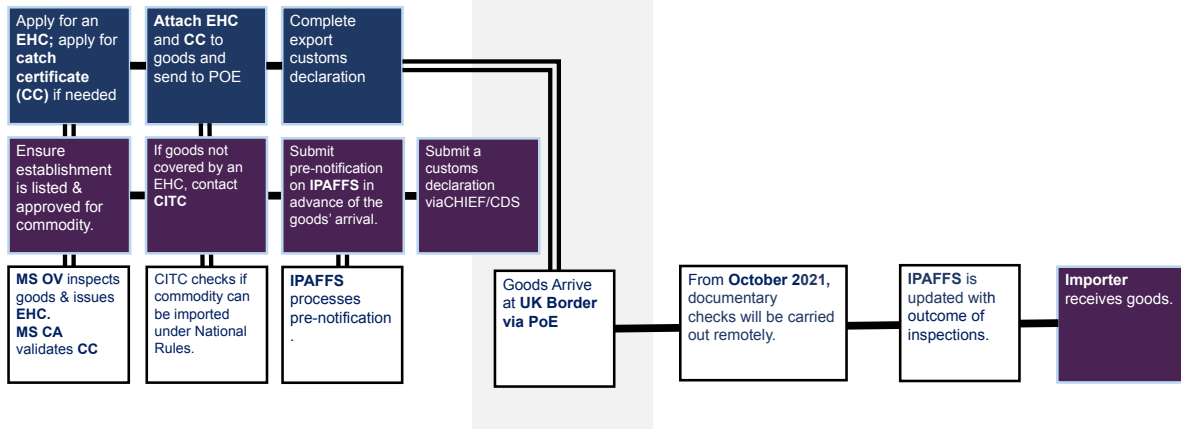 Apply for an
EHC; apply for
catch
certificate
(CC) if needed
Attach EHC
and CC to
goods and
send to POE
Complete
export
customs
declaration
Ensure
establishment
is listed &
approved for
commodity.
If goods not
covered by an
EHC, contact
CITC
Submit
pre-notification
on IPAFFS in
advance of the
goods' arrival.
Submit a
customs
declaration
viaCHIEF/CDS
MS OV inspects
goods & issues
EHC.
MS CA
validates CC
CITC checks if
commodity can
be imported
under National
Rules.
IPAFFS
processes
pre-notification
.
Goods Arrive
at UK Border
via PoE
From October 2021,
documentary
checks will be carried
out remotely.
IPAFFS is
updated with
outcome of
inspections.
Importer
receives goods.